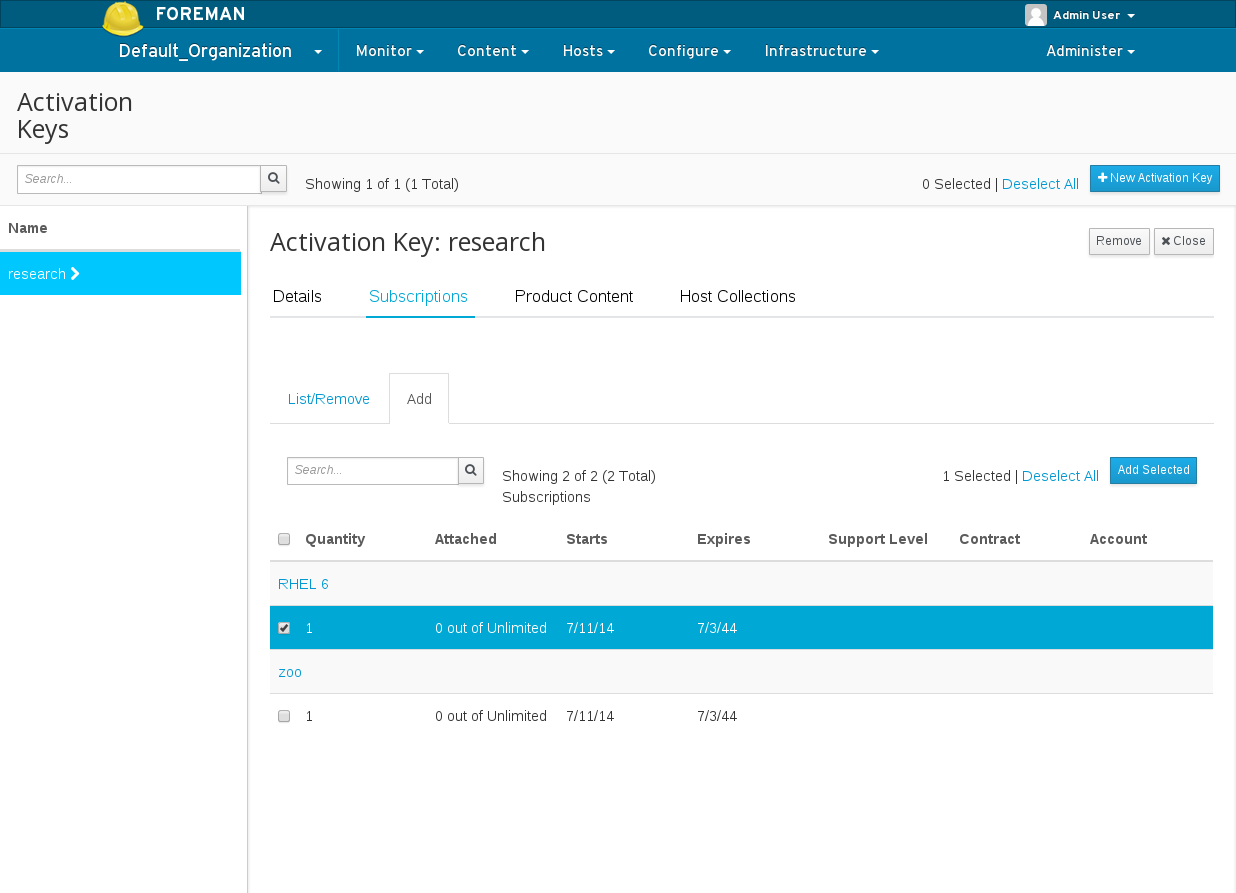 FOREMAN
Admin User
Default_Organization
Monitor
Content
Hosts
Configure
Infrastructure
Administer
Activation
Keys
Search...
Showing 1 of 1 (1 Total)
0 Selected | Deselect All
New Activation Key
Name
research
Activation Key: research
Remove
Close
Details
Subscriptions
Product Content
Host Collections
List/Remove
Add
Search...
Showing 2 of 2 (2 Total)
Subscriptions
1 Selected | Deselect All
Add Selected
Quantity Attached Starts Expires Support Level Contract Account
RHEL 6
1 0 out of Unlimited 7/11/14 7/3/44
zoo
1 0 out of Unlimited 7/11/14 7/3/44